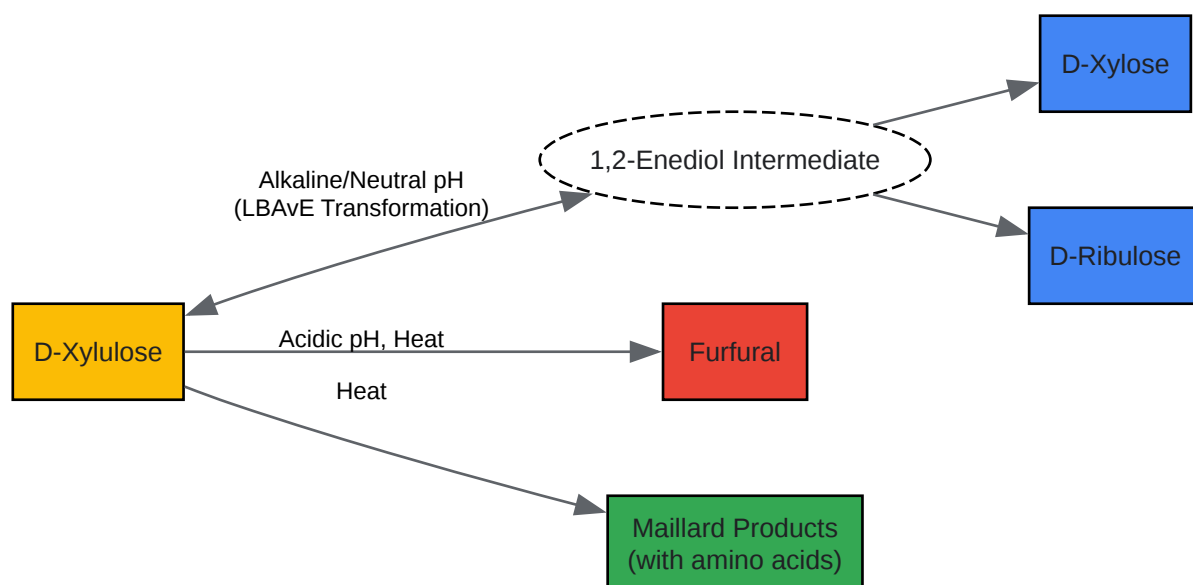 D-Xylose
1,2-Enediol Intermediate
Alkaline/Neutral pH
(LBAvE Transformation)
D-Ribulose
D-Xylulose
Acidic pH, Heat
Furfural
Heat
Maillard Products
(with amino acids)